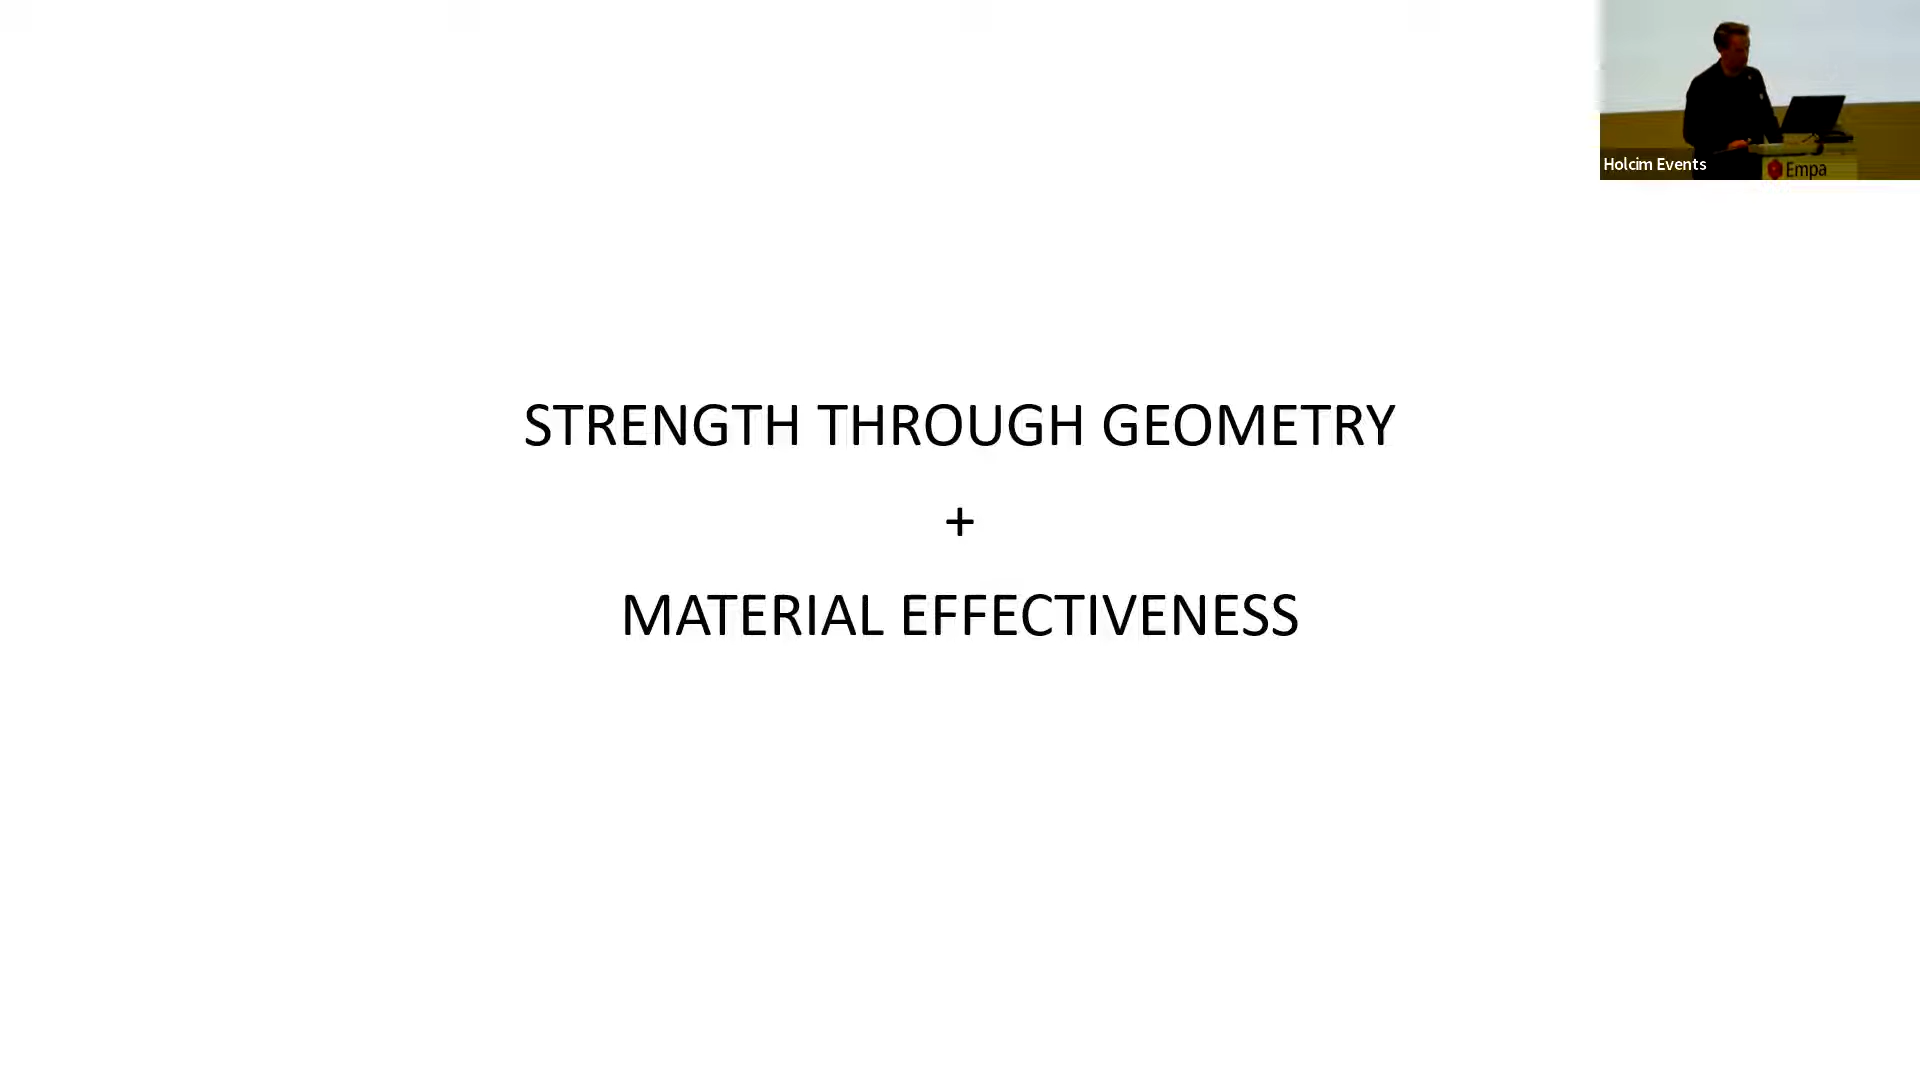 Holcim Events
Empa
STRENGTH THROUGH GEOMETRY
+
MATERIAL EFFECTIVENESS